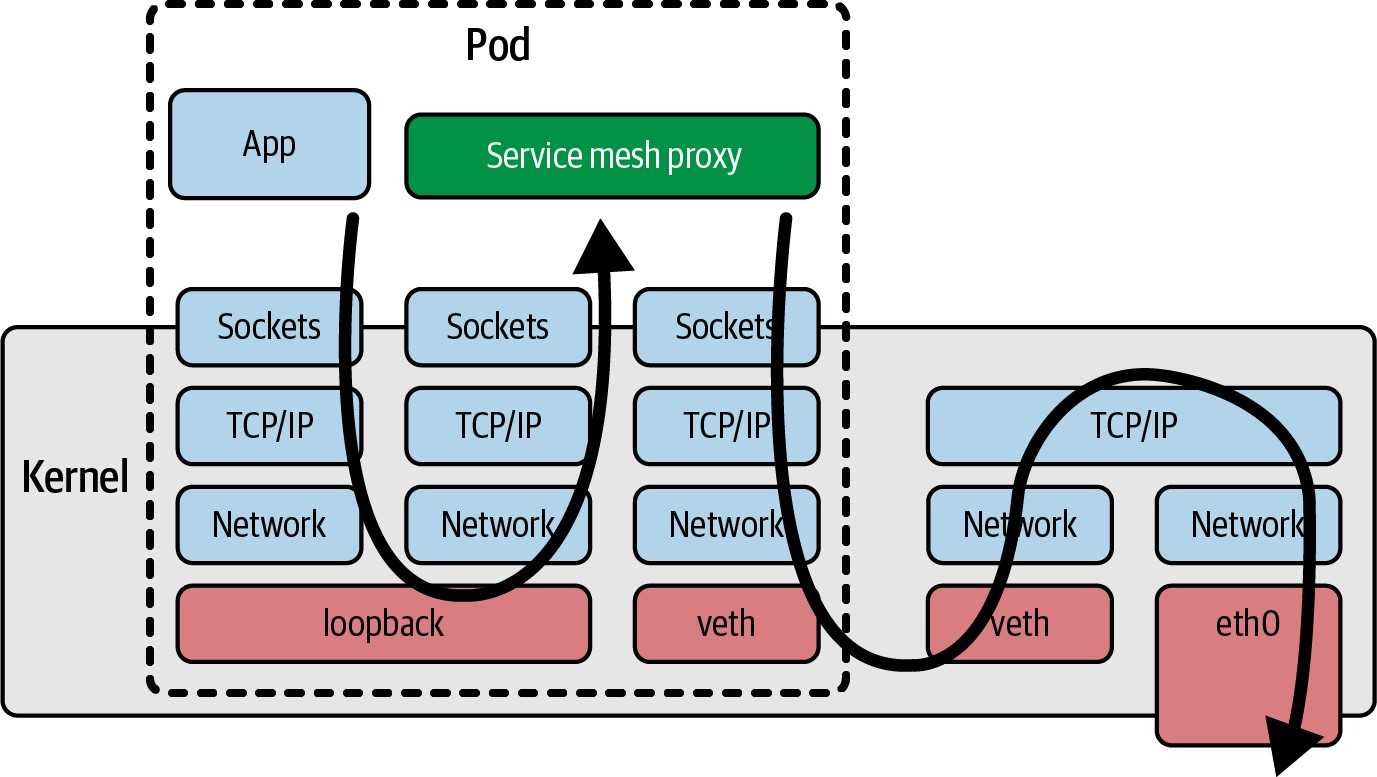 Pod
App
Service mesh proxy
Sockets
Sockets
Sockets
TCP/IP
TCP/IP
TCP/IP
TCP/IP
Kernel
Network
Network
Network
Network
Network
loopback
veth
veth
eth0